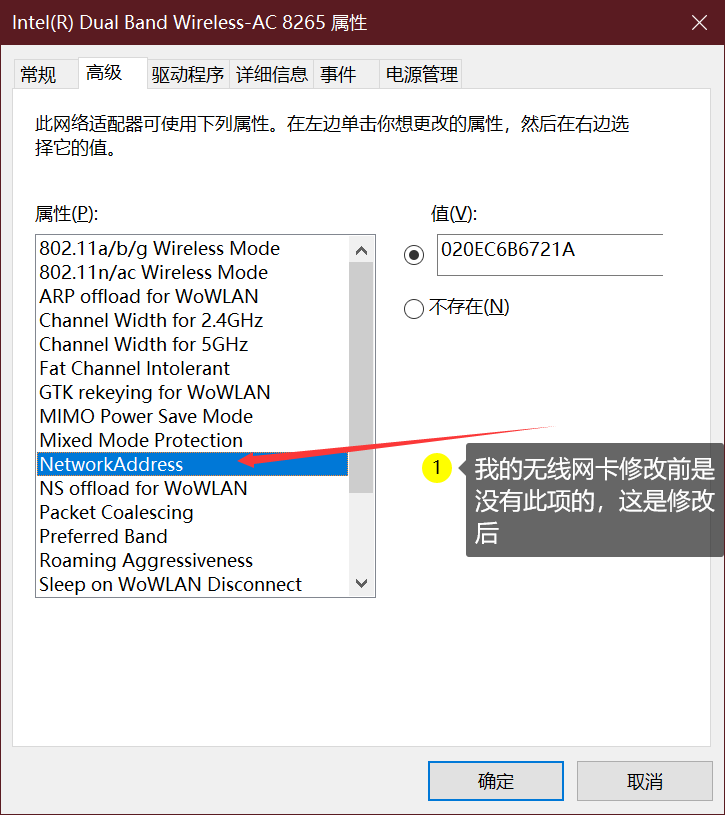 Intel(R) Dual Band Wireless-AC 8265 属性
常规 高级 驱动程序 详细信息 事件 电源管理
此网络适配器可使用下列属性。在左边单击你想更改的属性，然后在右边选
择它的值。
属性(P):
值(V):
802.11a/b/g Wireless Mode
802.11n/ac Wireless Mode
ARP offload for WoWLAN
Channel Width for 2.4GHz
Channel Width for 5GHz
Fat Channel Intolerant
GTK rekeying for WoWLAN
MIMO Power Save Mode
Mixed Mode Protection
NetworkAddress
NS offload for WoWLAN
Packet Coalescing
Preferred Band
Roaming Aggressiveness
Sleep on WoWLAN Disconnect
020EC6B6721A
不存在(N)
1
我的无线网卡修改前是
没有此项的，这是修改
后
确定
取消